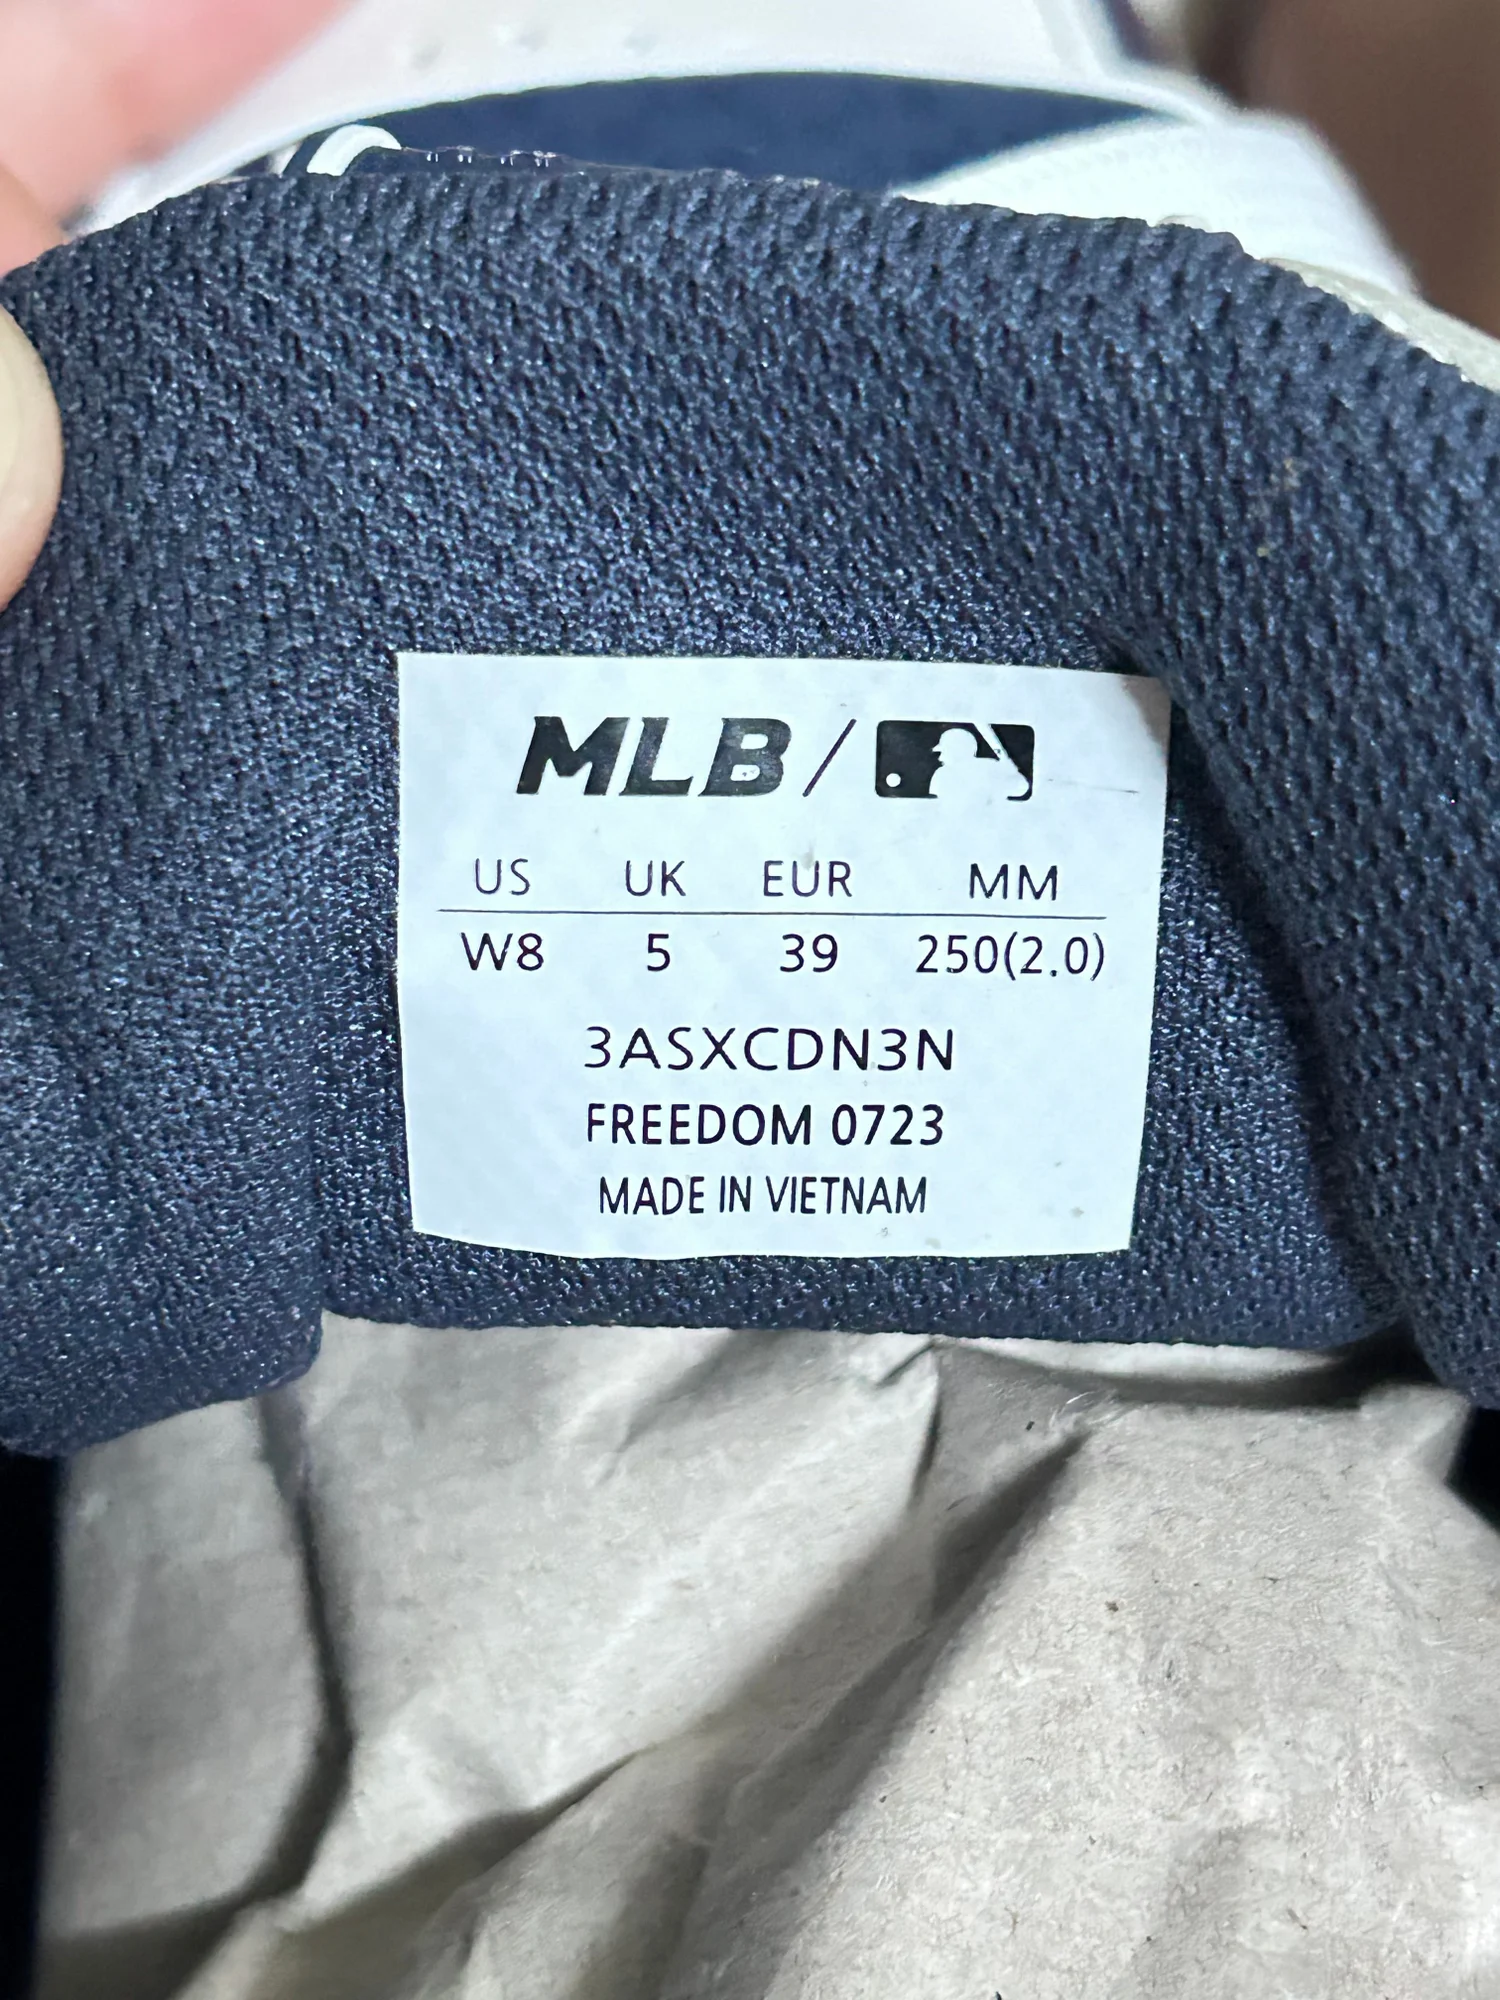 MLB /
US UK EUR MM
W8 5 39 250(2.0)
3ASXCDN3N
FREEDOM 0723
MADE IN VIETNAM